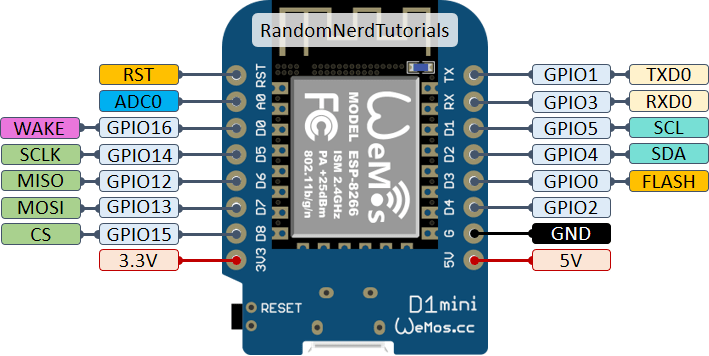 RandomNerdTutorials
RST RST TX GPIO1 TXD0
ADC0 A0 RX GPIO3 RXD0
WAKE GPIO16 D0 D1 GPIO5 SCL
SCLK GPIO14 D5 D2 GPIO4 SDA
MISO GPIO12 D6 D3 GPIO0 FLASH
MOSI GPIO13 D7 D4 GPIO2
CS GPIO15 D8 G GND
3.3V 3V3 5V 5V
WeMos
FC
MODEL ESP-8266
ISM 2.4GHz
PA +25dBm
802.11b/g/n
RESET
D1mini
WeMos.cc